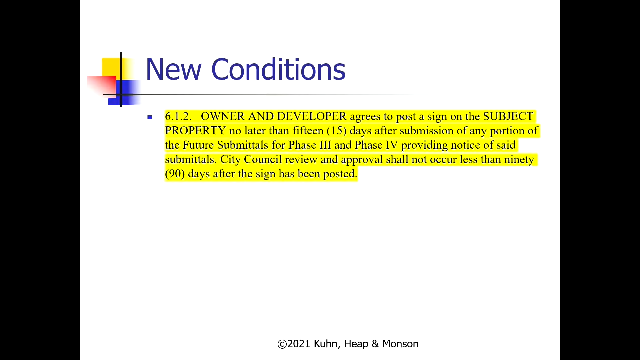 New Conditions
6.1.2. OWNER AND DEVELOPER agrees to post a sign on the SUBJECT
PROPERTY no later than fifteen (15) days after submission of any portion of
the Future Submittals for Phase III and Phase IV providing notice of said
submittals. City Council review and approval shall not occur less than ninety
(90) days after the sign has been posted.
©2021 Kuhn, Heap & Monson